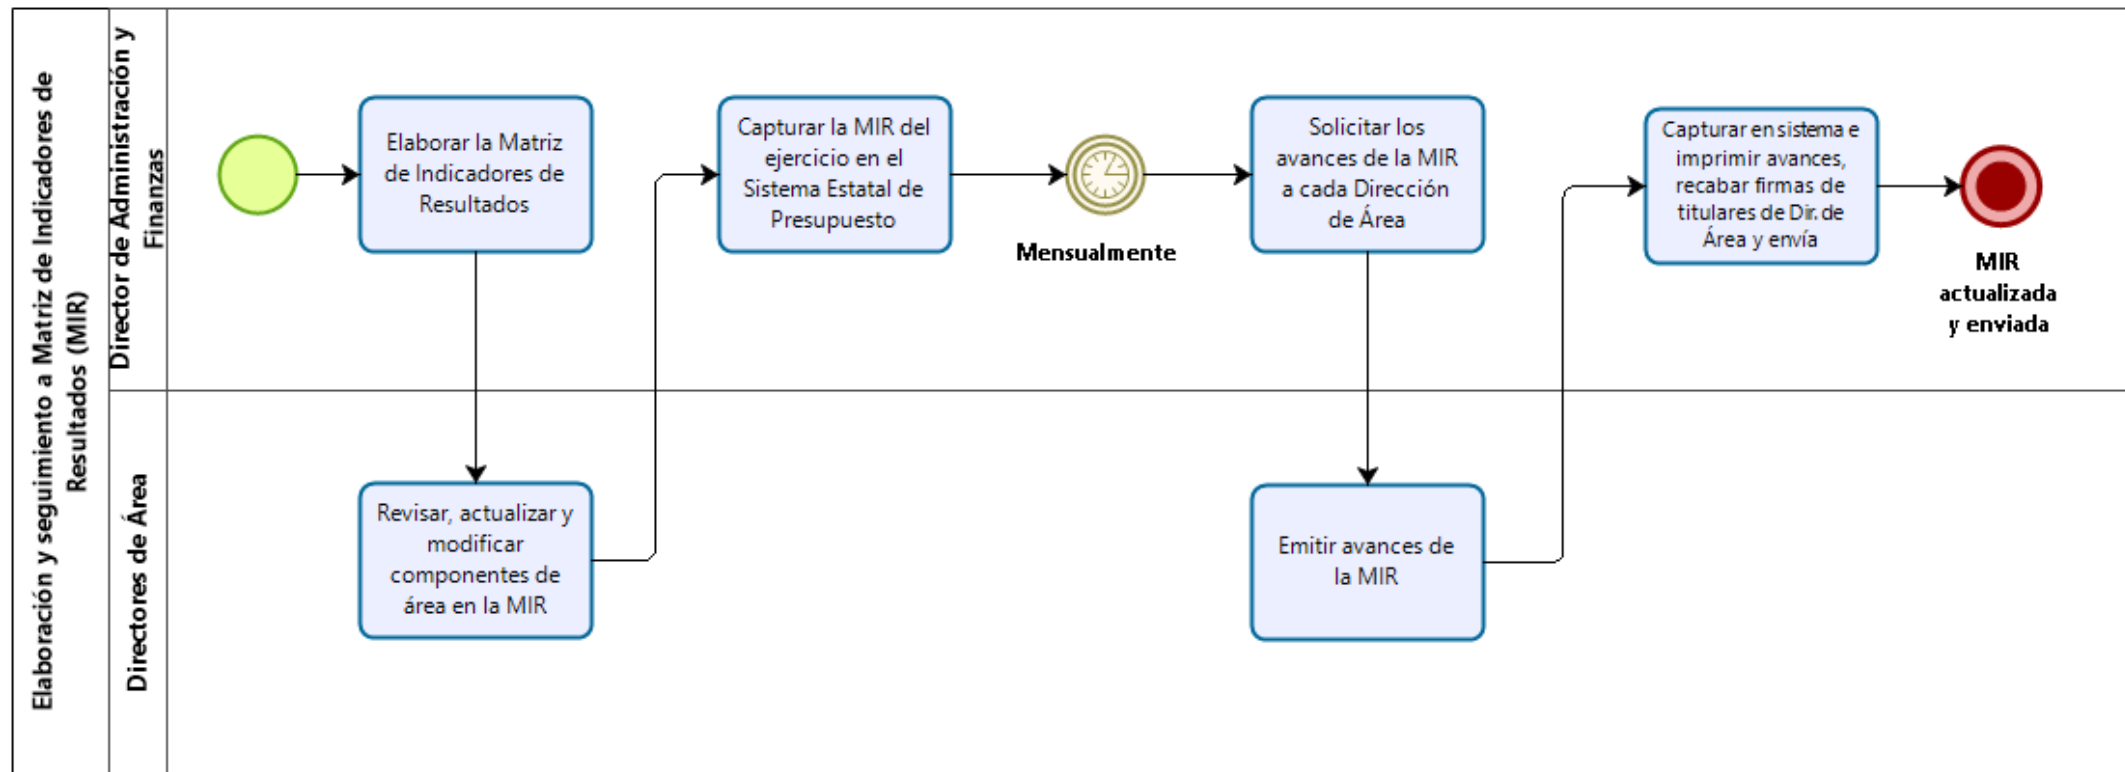 Elaboración y seguimiento a Matriz de Indicadores de
Resultados (MIR)
Director de Administración y
Finanzas
Elaborar la Matriz
de Indicadores de
Resultados
Capturar la MIR del
ejercicio en el
Sistema Estatal de
Presupuesto
Mensualmente
Solicitar los
avances de la MIR
a cada Dirección
de Área
Capturar en sistema e
imprimir avances,
recabar firmas de
titulares de Dir. de
Área y envía
MIR
actualizada
y enviada
Directores de Área
Revisar, actualizar y
modificar
componentes de
área en la MIR
Emitir avances de
la MIR